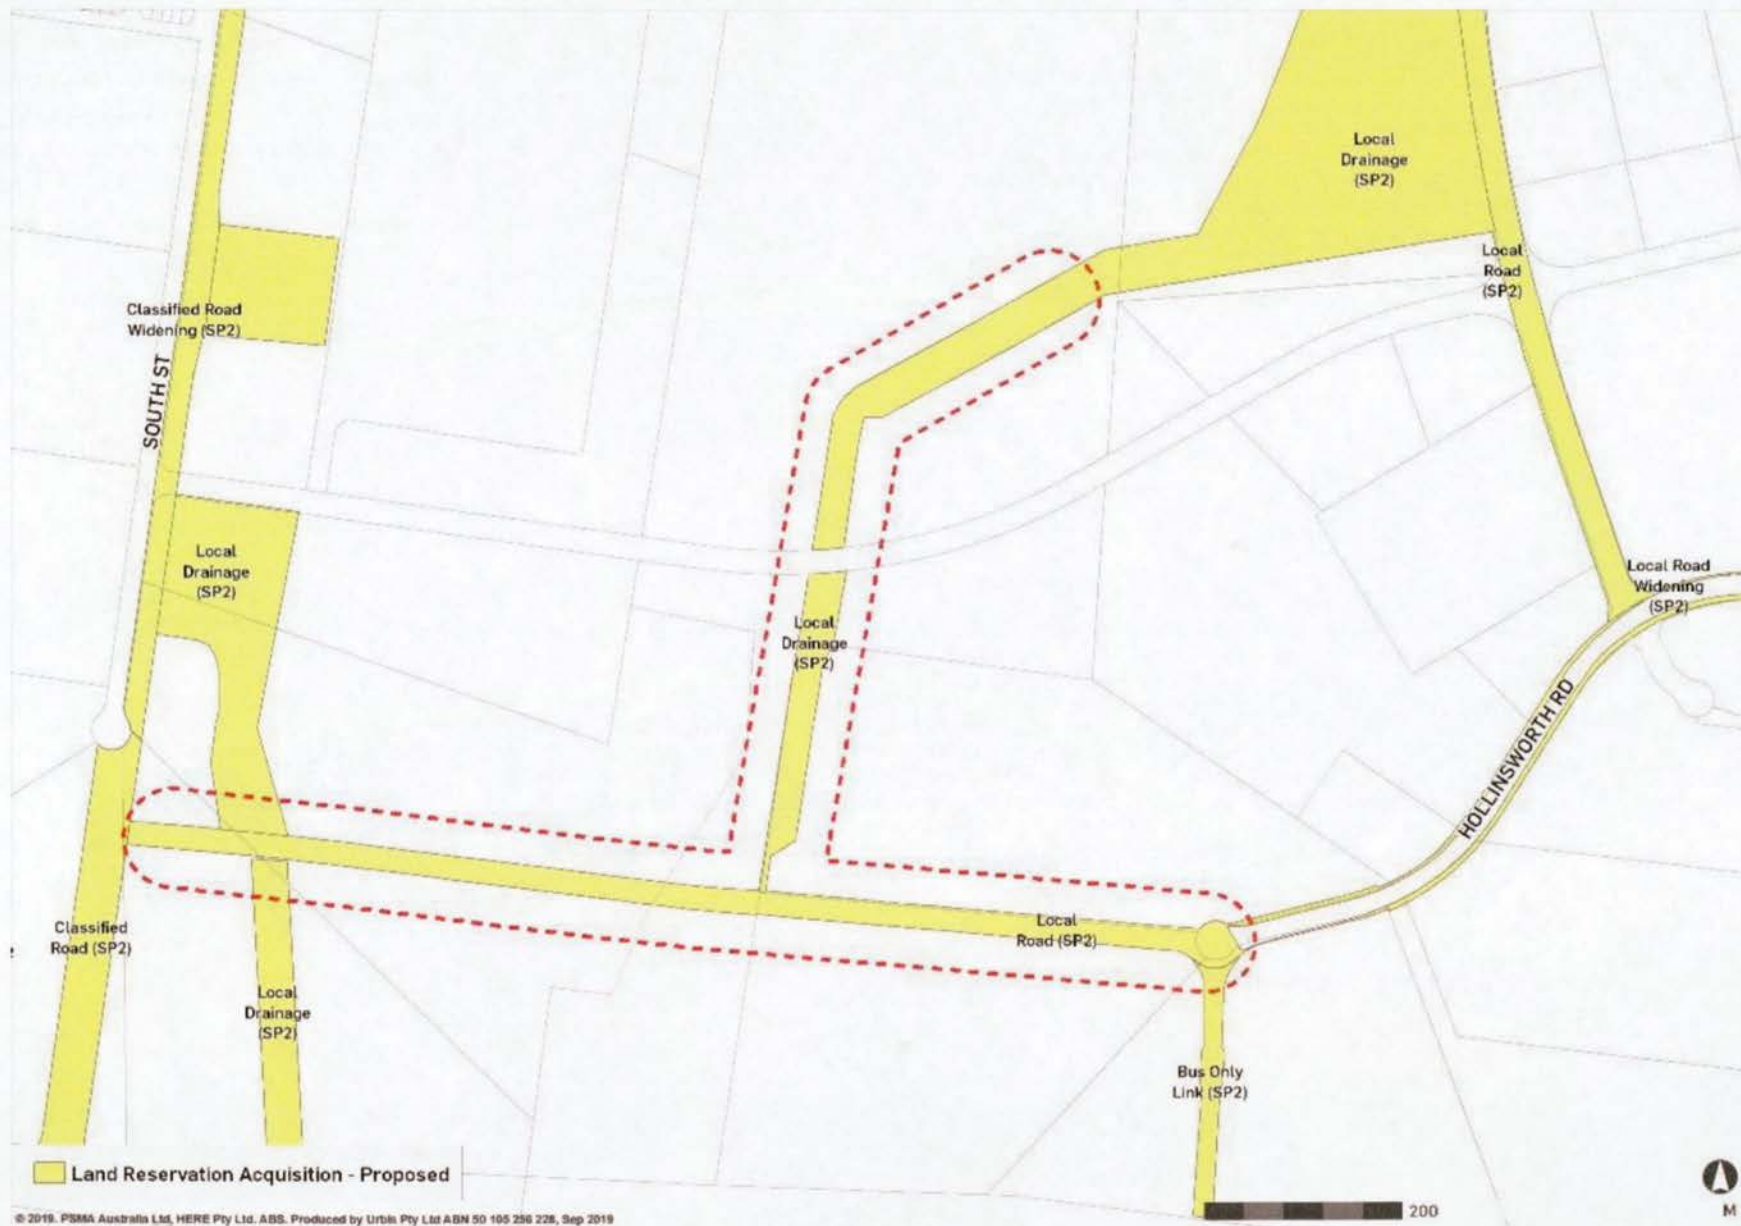 Local
Drainage
(SP2)
Local
Road
(SP2)
Classified Road
Widening (SP2)
SOUTH ST
Local
Drainage
(SP2)
Local Road
Widening
(SP2)
Local
Drainage
(SP2)
HOLLINSWORTH RD
Classified
Road (SP2)
Local
Road (SP2)
Local
Drainage
(SP2)
Bus Only
Link (SP2)
Land Reservation Acquisition - Proposed
200
M
© 2019. PSMA Australia Ltd, HERE Pty Ltd. ABS. Produced by Urbis Pty Ltd ABN 50 105 256 228, Sep 2019